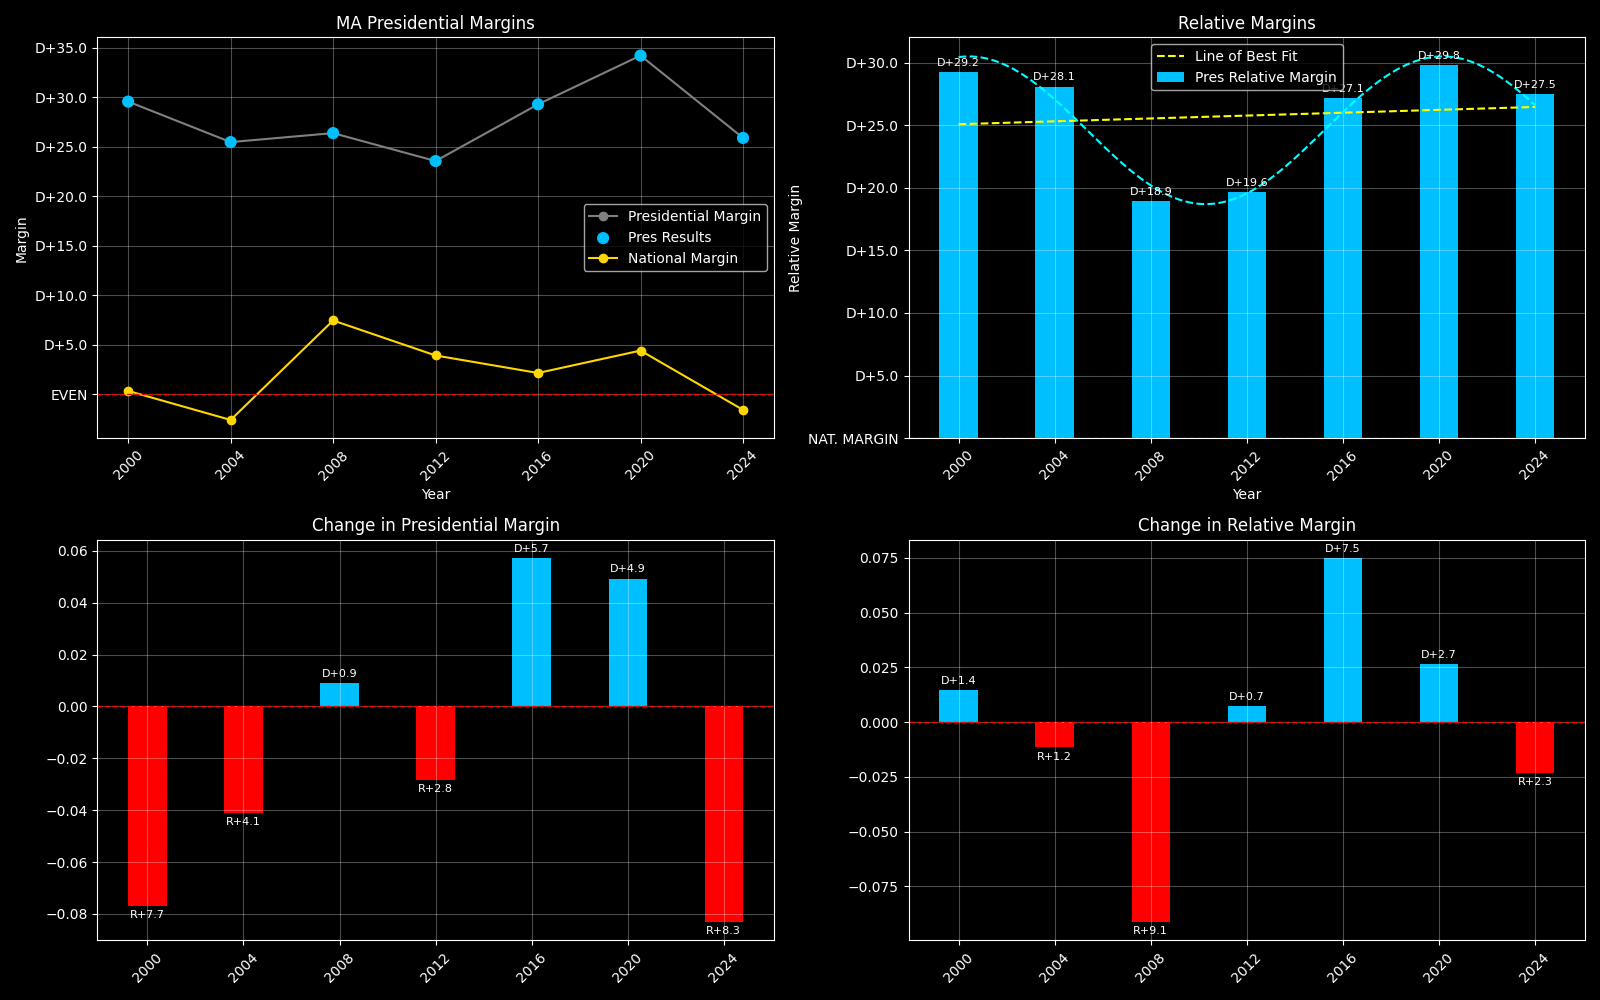 MA Presidential Margins
D+35.0
D+30.0
D+25.0
D+20.0
D+15.0
D+10.0
D+5.0
EVEN
Margin
Presidential Margin
Pres Results
National Margin
2000
2004
2008
2012
2016
2020
2024
Year
Relative Margins
D+30.0
D+25.0
D+20.0
D+15.0
D+10.0
D+5.0
NAT. MARGIN
Relative Margin
Line of Best Fit
Pres Relative Margin
D+29.2
D+28.1
D+18.9
D+19.6
D+27.1
D+29.8
D+27.5
2000
2004
2008
2012
2016
2020
2024
Year
Change in Presidential Margin
0.06
0.04
0.02
0.00
−0.02
−0.04
−0.06
−0.08
R+7.7
R+4.1
D+0.9
R+2.8
D+5.7
D+4.9
R+8.3
2000
2004
2008
2012
2016
2020
2024
Change in Relative Margin
0.075
0.050
0.025
0.000
−0.025
−0.050
−0.075
D+1.4
R+1.2
R+9.1
D+0.7
D+7.5
D+2.7
R+2.3
2000
2004
2008
2012
2016
2020
2024